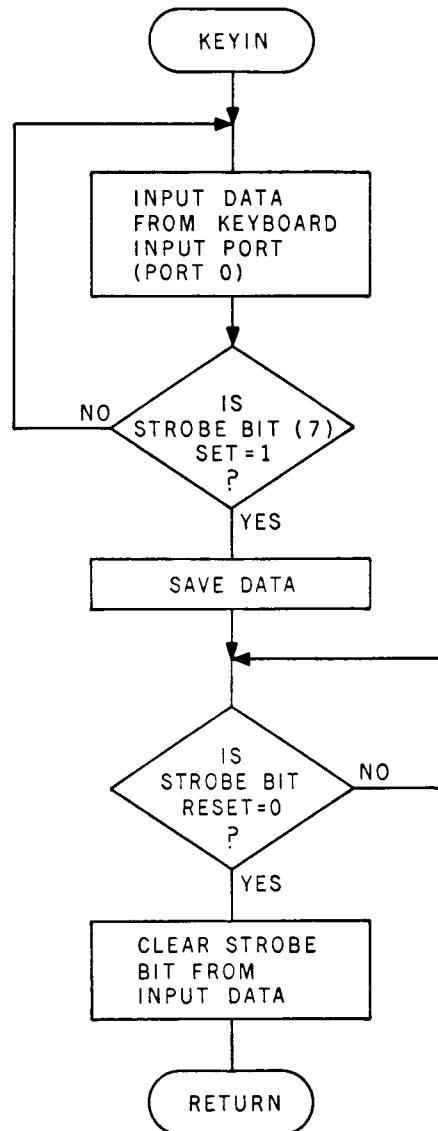 KEYIN
INPUT DATA
FROM KEYBOARD
INPUT PORT
(PORT 0)
IS
STROBE BIT (7)
SET=1
?
NO
YES
SAVE DATA
IS
STROBE BIT
RESET=0
?
NO
YES
CLEAR STROBE
BIT FROM
INPUT DATA
RETURN